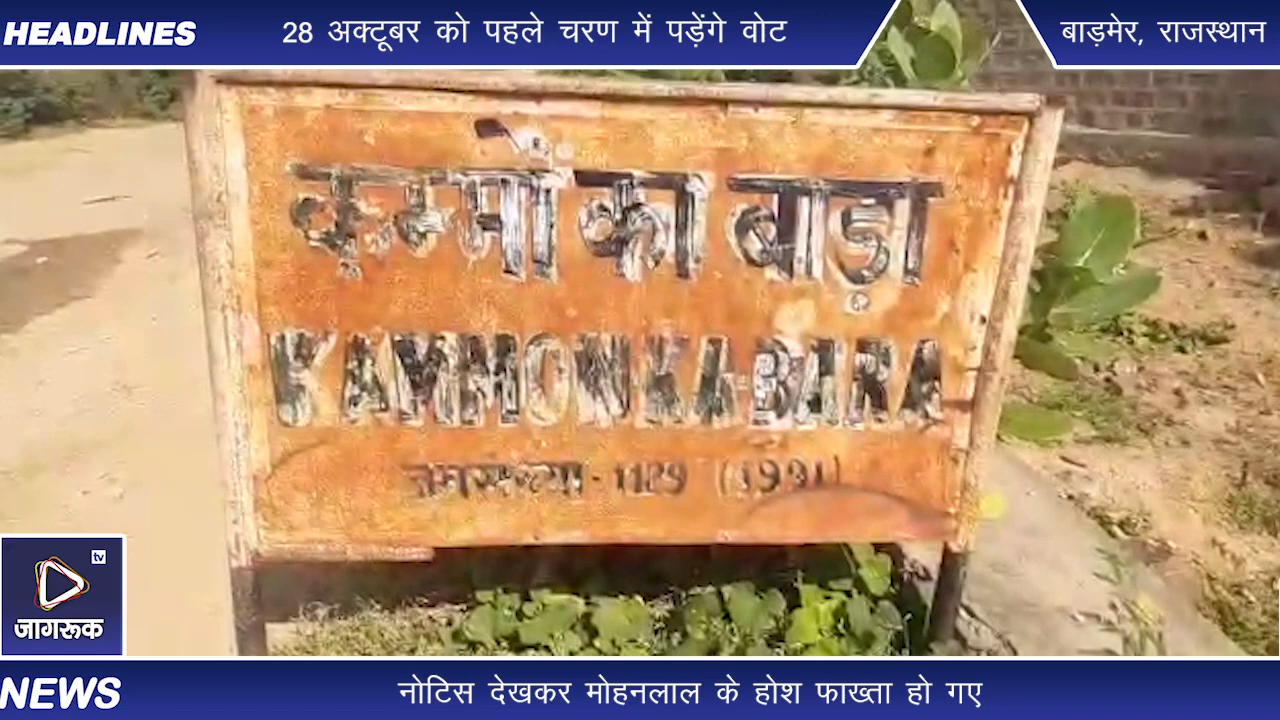 HEADLINES 28 अक्टूबर को पहले चरण में पड़ेंगे वोट बाड़मेर, राजस्थान
कम्मों का बाड़ा
KAMMON-KA-BARA
जनसंख्या - 1129 (1991)
tv
जागरूक
NEWS नोटिस देखकर मोहनलाल के होश फाख्ता हो गए